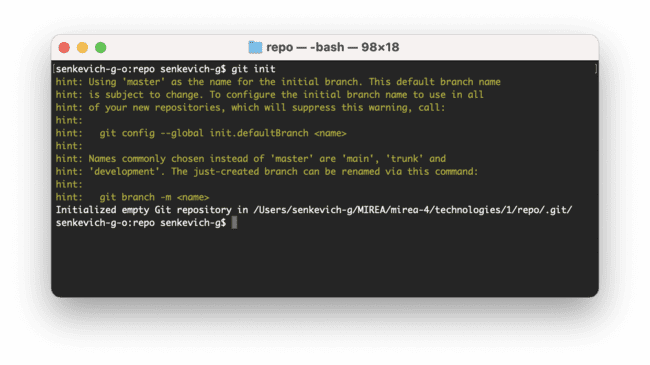 repo — -bash — 98×18
[senkevich-g-o:repo senkevich-g$ git init ]
hint: Using 'master' as the name for the initial branch. This default branch name
hint: is subject to change. To configure the initial branch name to use in all
hint: of your new repositories, which will suppress this warning, call:
hint:
hint:   git config --global init.defaultBranch <name>
hint:
hint: Names commonly chosen instead of 'master' are 'main', 'trunk' and
hint: 'development'. The just-created branch can be renamed via this command:
hint:
hint:   git branch -m <name>
Initialized empty Git repository in /Users/senkevich-g/MIREA/mirea-4/technologies/1/repo/.git/
senkevich-g-o:repo senkevich-g$